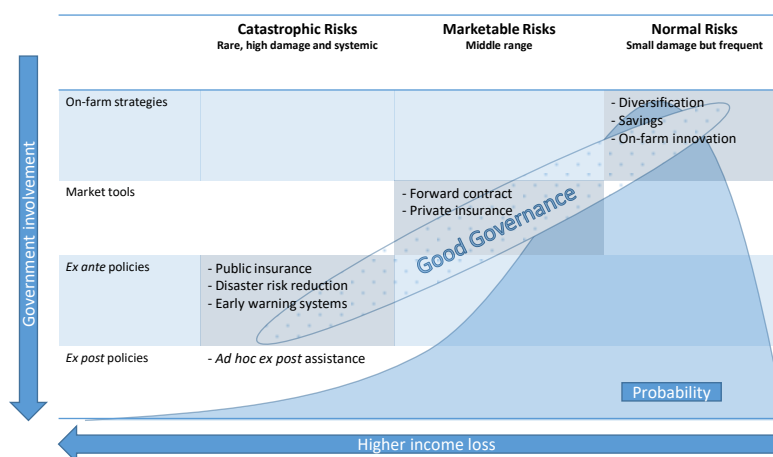 Catastrophic Risks
Rare, high damage and systemic
Marketable Risks
Middle range
Normal Risks
Small damage but frequent
Government involvement
On-farm strategies
- Diversification
- Savings
- On-farm innovation
Market tools
- Forward contract
- Private insurance
Good Governance
Ex ante policies
- Public insurance
- Disaster risk reduction
- Early warning systems
Ex post policies
- Ad hoc ex post assistance
Probability
Higher income loss